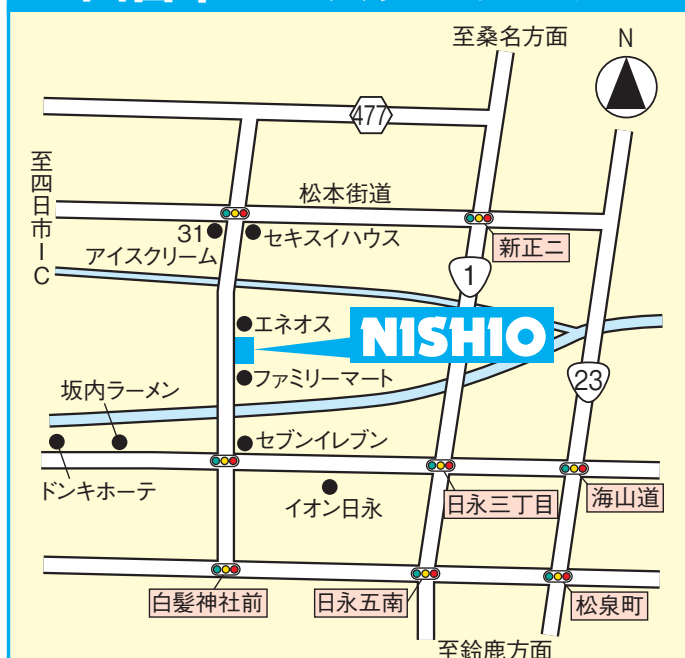 至桑名方面
N
477
至四日市IC
松本街道
31
アイスクリーム
セキスイハウス
新正二
1
エネオス
NISHIO
ファミリーマート
23
坂内ラーメン
セブンイレブン
ドンキホーテ
イオン日永
日永三丁目
海山道
白髪神社前
日永五南
松泉町
至鈴鹿方面